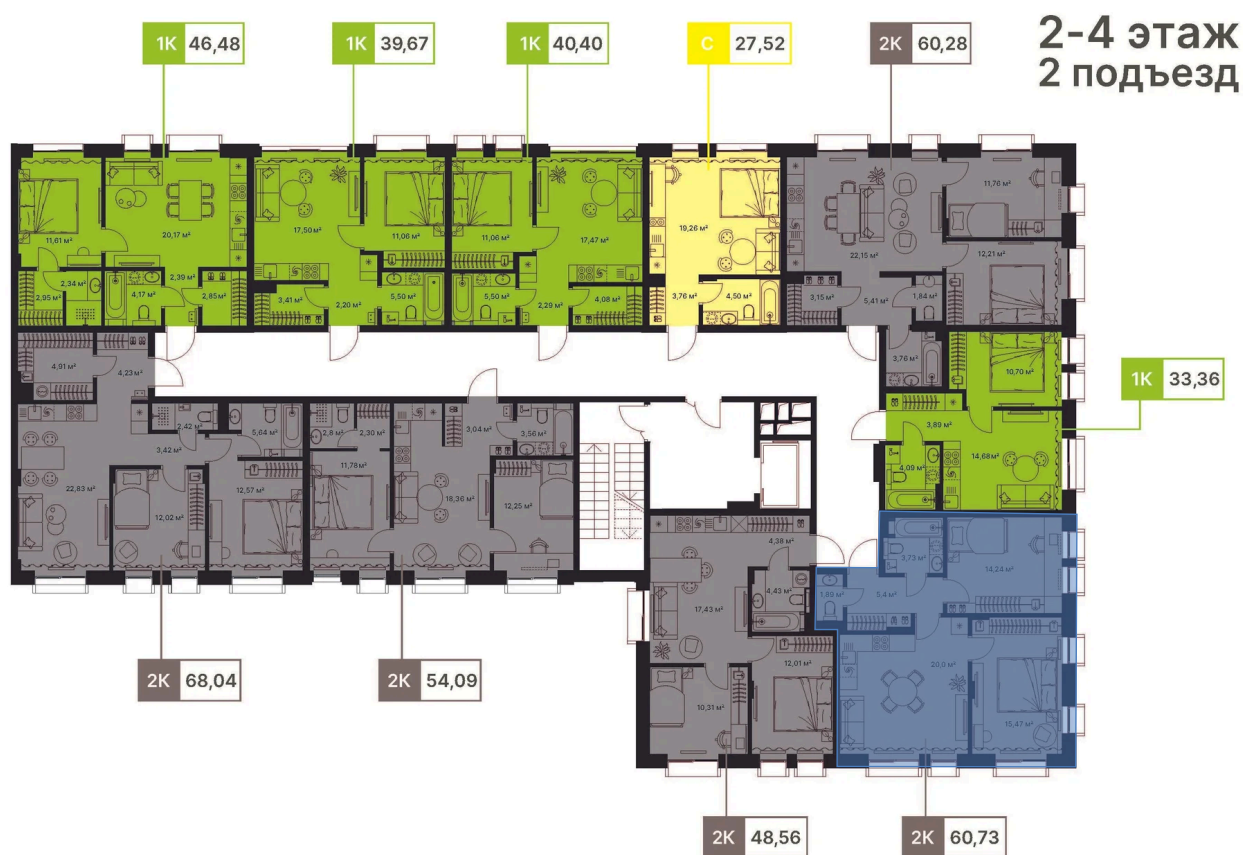 2-4 этаж
2 подъезд
1К 46,48
1К 39,67
1К 40,40
С 27,52
2К 60,28
11,61 м²
20,17 м²
2,34 м²
2,95 м²
4,17 м²
2,39 м²
2,85 м²
17,50 м²
11,06 м²
3,41 м²
2,20 м²
5,50 м²
11,06 м²
17,47 м²
5,50 м²
2,29 м²
4,08 м²
19,26 м²
3,76 м²
4,50 м²
22,15 м²
11,76 м²
12,21 м²
3,15 м²
5,41 м²
1,84 м²
3,76 м²
10,70 м²
3,89 м²
14,68 м²
4,09 м²
1К 33,36
4,91 м²
4,23 м²
2,42 м²
5,64 м²
3,42 м²
22,83 м²
12,02 м²
12,57 м²
2,8 м²
2,30 м²
11,78 м²
3,04 м²
3,56 м²
18,36 м²
12,25 м²
4,38 м²
4,43 м²
17,43 м²
12,01 м²
10,31 м²
3,73 м²
14,24 м²
1,89 м²
5,4 м²
20,0 м²
15,47 м²
2К 68,04
2К 54,09
2К 48,56
2К 60,73